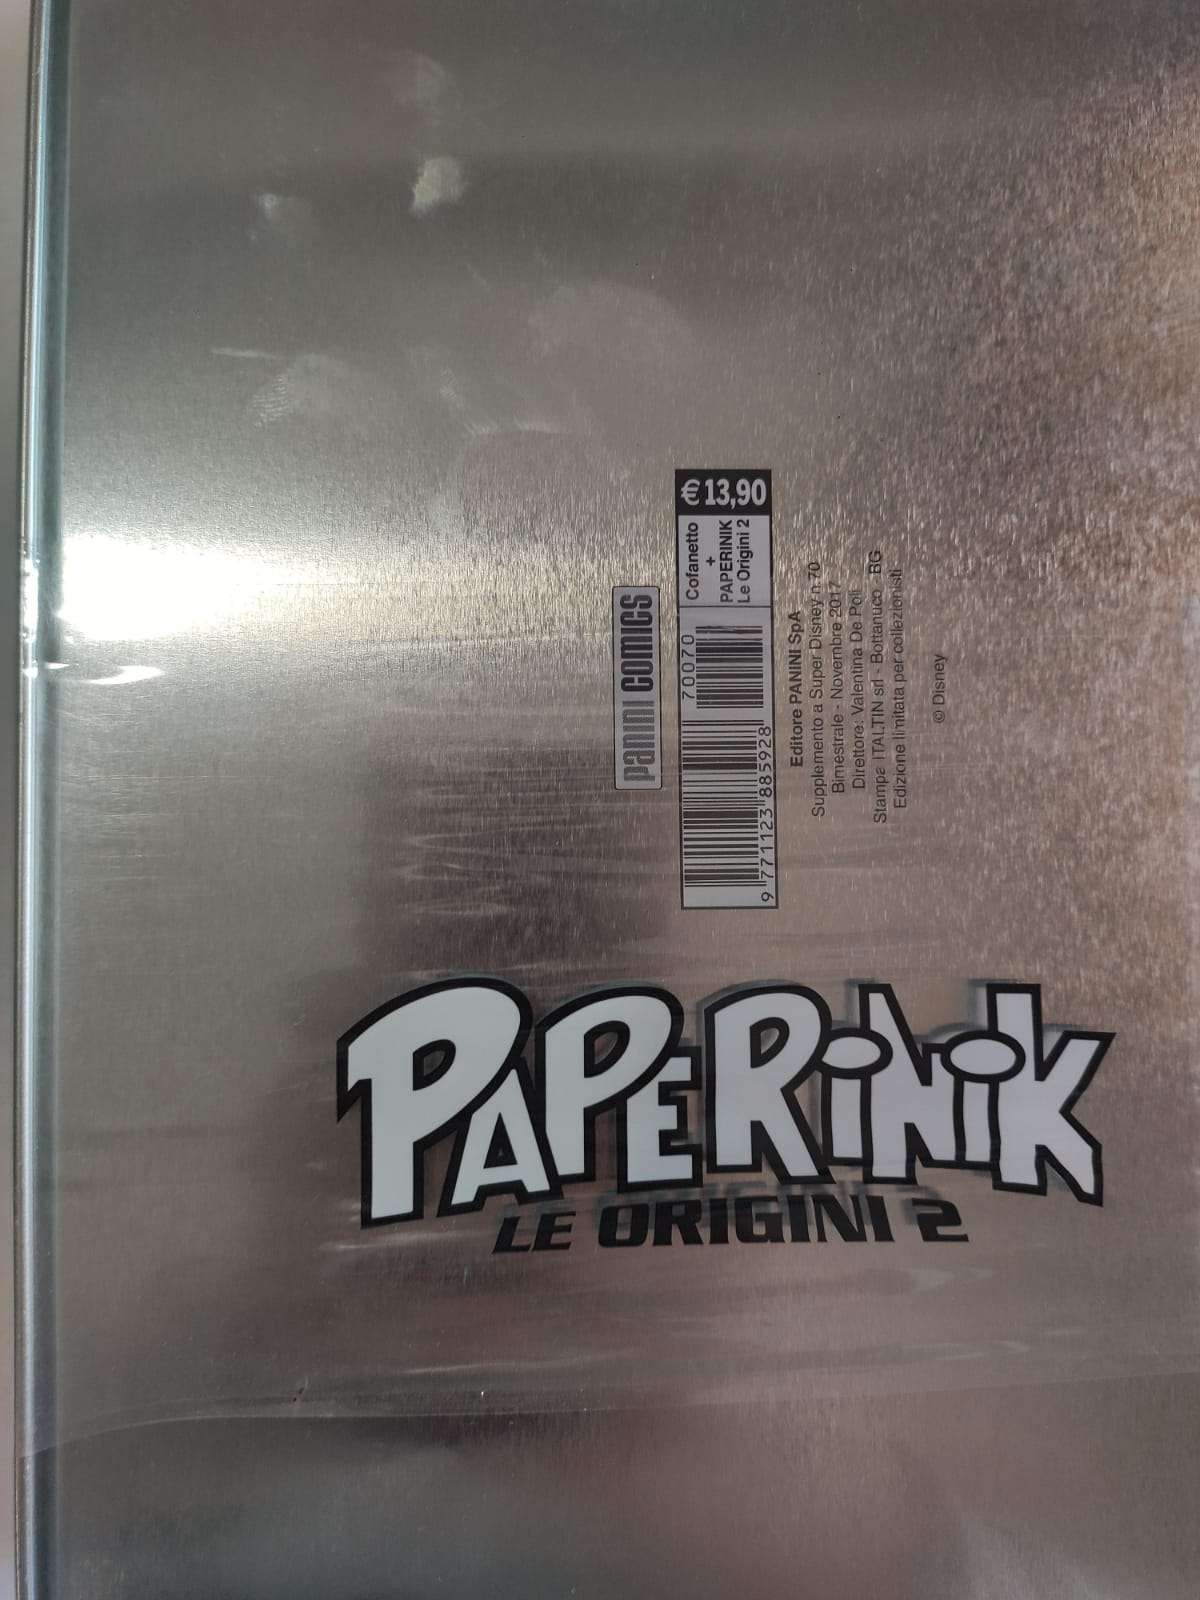 PAPERINIK
LE ORIGINI 2
PANINI COMICS
€ 13,90
Cofanetto
+
PAPERINIK
Le Origini 2
70070
9 771123 885928
Editore PANINI SpA
Supplemento a Super Disney n.70
Bimestrale - Novembre 2017
Direttore: Valentina De Poli
Stampa ITALTIN srl - Bottanuco - BG
Edizione limitata per collezionisti
© Disney